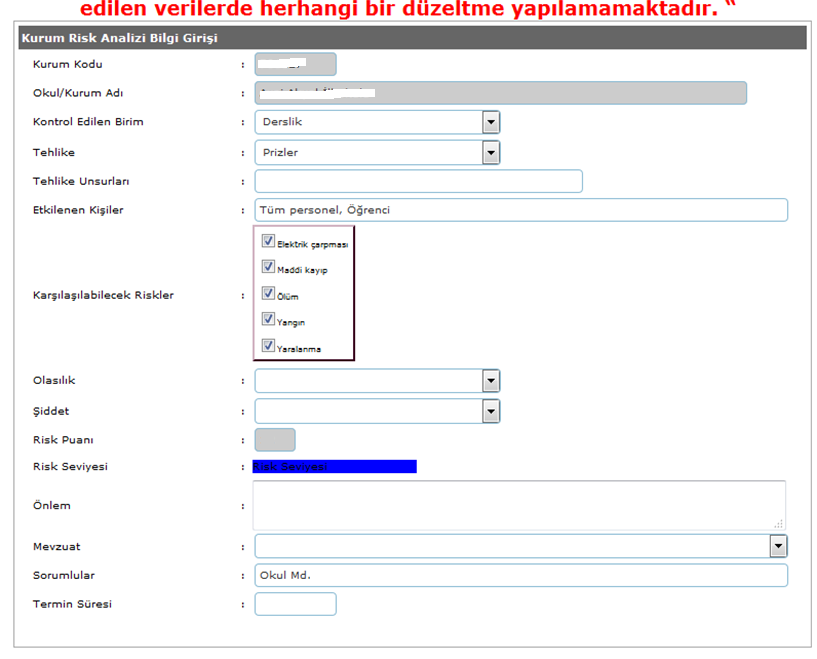 edilen verilerde herhangi bir düzeltme yapılamamaktadır. “
Kurum Risk Analizi Bilgi Girişi
Kurum Kodu :
Okul/Kurum Adı :
Kontrol Edilen Birim : Derslik
Tehlike : Prizler
Tehlike Unsurları :
Etkilenen Kişiler : Tüm personel, Öğrenci
Karşılaşılabilecek Riskler :
Elektrik çarpması
Maddi kayıp
Ölüm
Yangın
Yaralanma
Olasılık :
Şiddet :
Risk Puanı :
Risk Seviyesi : Risk Seviyesi
Önlem :
Mevzuat :
Sorumlular : Okul Md.
Termin Süresi :